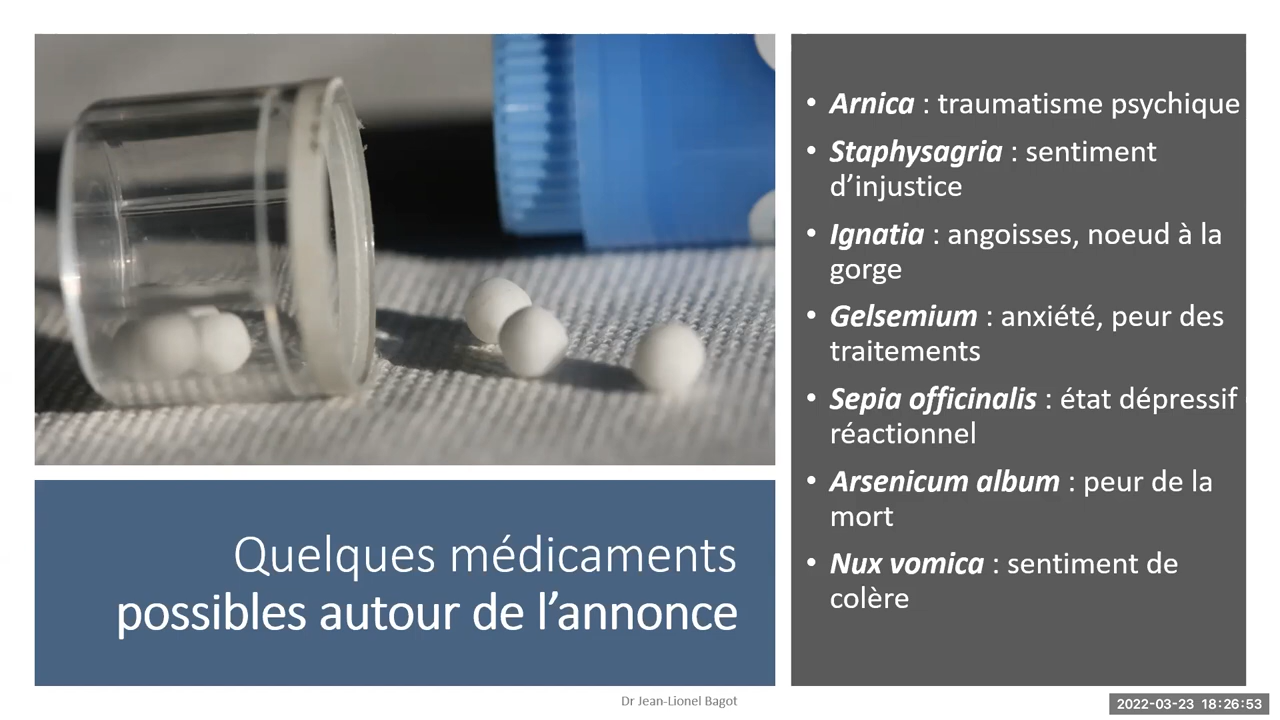 Quelques médicaments
possibles autour de l’annonce
• Arnica : traumatisme psychique
• Staphysagria : sentiment
d’injustice
• Ignatia : angoisses, noeud à la
gorge
• Gelsemium : anxiété, peur des
traitements
• Sepia officinalis : état dépressif
réactionnel
• Arsenicum album : peur de la
mort
• Nux vomica : sentiment de
colère
Dr Jean-Lionel Bagot
2022-03-23 18:26:53